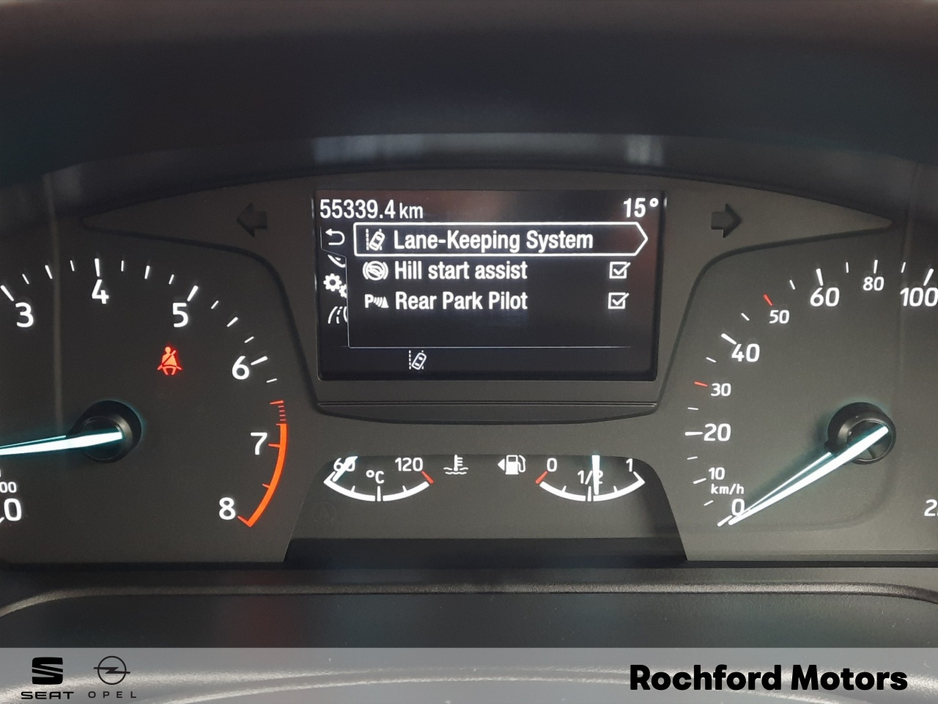 55339.4 km 15°
Lane-Keeping System
Hill start assist
Rear Park Pilot
P
3 4 5 6 7 8
60 °C 120
0 1/2 1
0 10 20 30 40 50 60 80 100
km/h
SEAT OPEL
Rochford Motors